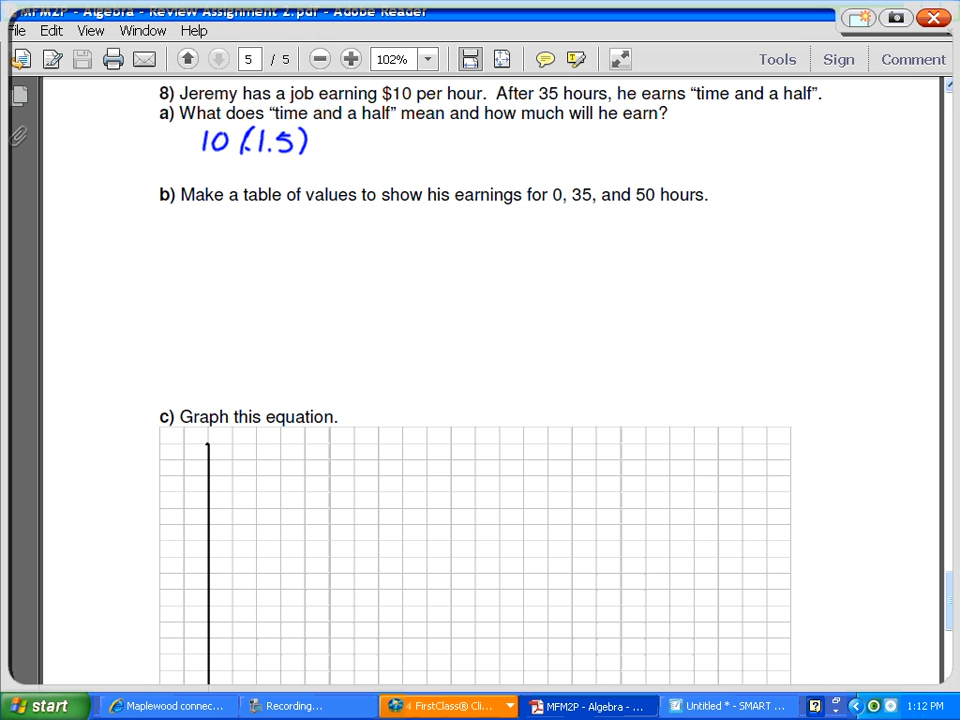 MFM2P - Algebra - Review Assignment 2.pdf - Adobe Reader
File Edit View Window Help
5 / 5 102% Tools Sign Comment
8) Jeremy has a job earning $10 per hour. After 35 hours, he earns “time and a half”.
a) What does “time and a half” mean and how much will he earn?
10 (1.5)
b) Make a table of values to show his earnings for 0, 35, and 50 hours.
c) Graph this equation.
start Maplewood connec... Recording... 4 FirstClass® Cli... MFM2P - Algebra - ... Untitled * - SMART ... 1:12 PM